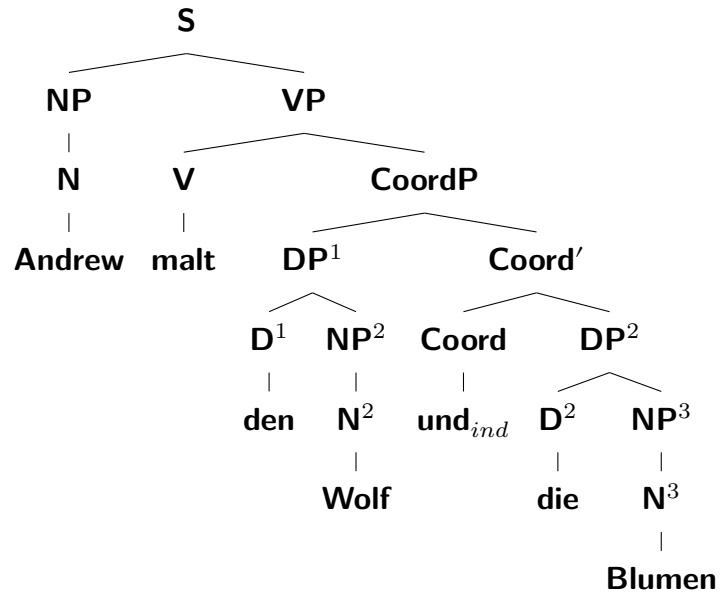 S
NP VP
N V CoordP
Andrew malt DP¹ Coord′
D¹ NP² Coord DP²
den N² und_ind D² NP³
Wolf die N³
Blumen